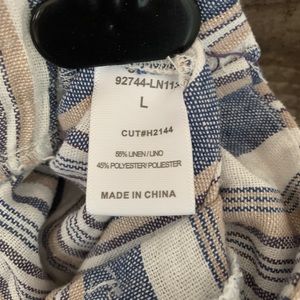 92744-LN11
L
CUT#H2144
55% LINEN/LINO
45% POLYESTER/ POLIESTER
MADE IN CHINA